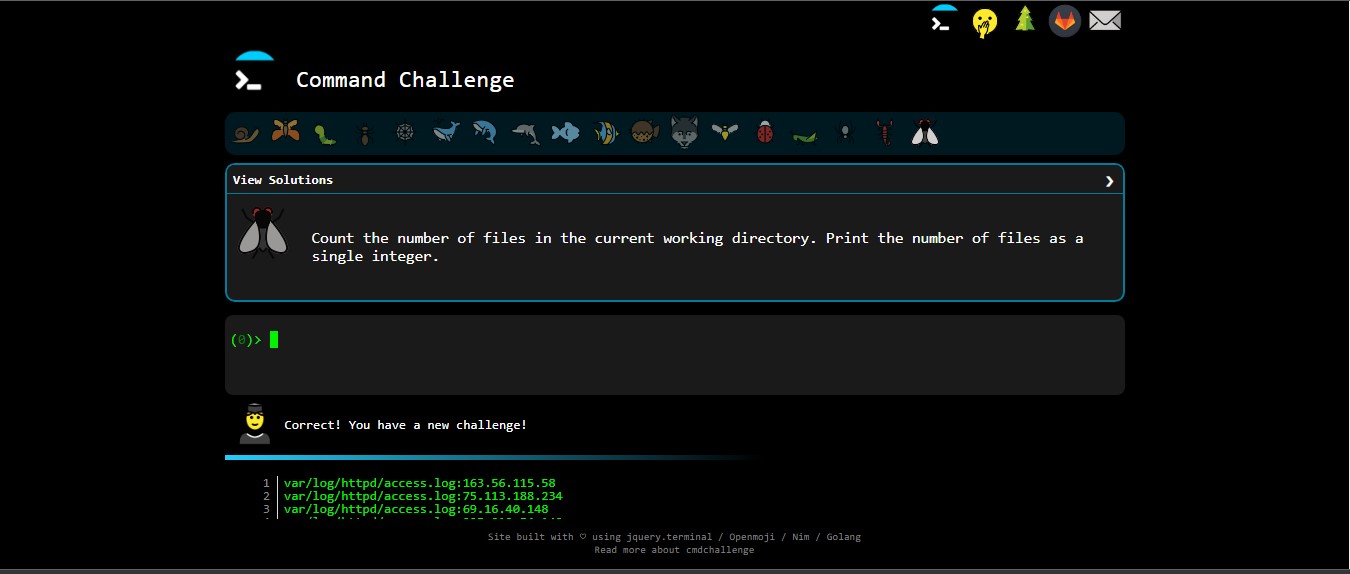 Command Challenge
View Solutions
Count the number of files in the current working directory. Print the number of files as a
single integer.
(0)>
Correct! You have a new challenge!
1 var/log/httpd/access.log:163.56.115.58
2 var/log/httpd/access.log:75.113.188.234
3 var/log/httpd/access.log:69.16.40.148
Site built with ♡ using jquery.terminal / Openmoji / Nim / Golang
Read more about cmdchallenge